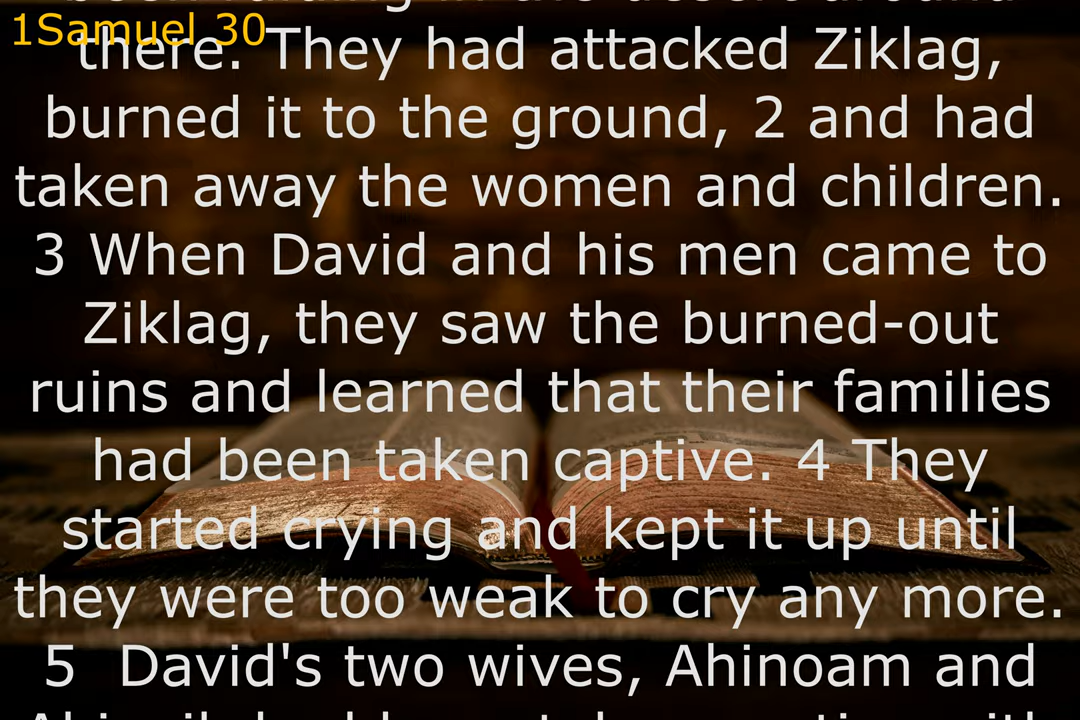 1Samuel 30
there. They had attacked Ziklag,
burned it to the ground, 2 and had
taken away the women and children.
3 When David and his men came to
Ziklag, they saw the burned-out
ruins and learned that their families
had been taken captive. 4 They
started crying and kept it up until
they were too weak to cry any more.
5 David's two wives, Ahinoam and